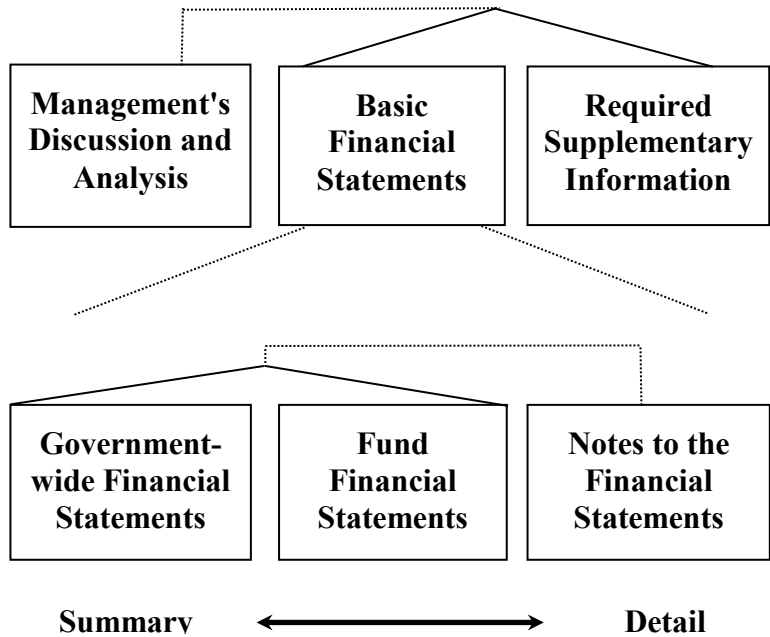 Management's
Discussion and
Analysis
Basic
Financial
Statements
Required
Supplementary
Information
Government-
wide Financial
Statements
Fund
Financial
Statements
Notes to the
Financial
Statements
Summary
Detail